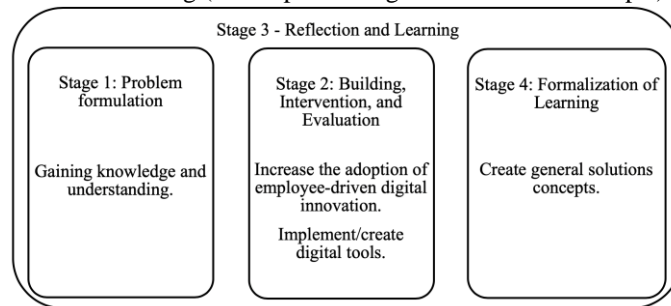 Stage 3 - Reflection and Learning
Stage 1: Problem
formulation
Gaining knowledge and
understanding.
Stage 2: Building,
Intervention, and
Evaluation
Increase the adoption of
employee-driven digital
innovation.
Implement/create
digital tools.
Stage 4: Formalization of
Learning
Create general solutions
concepts.